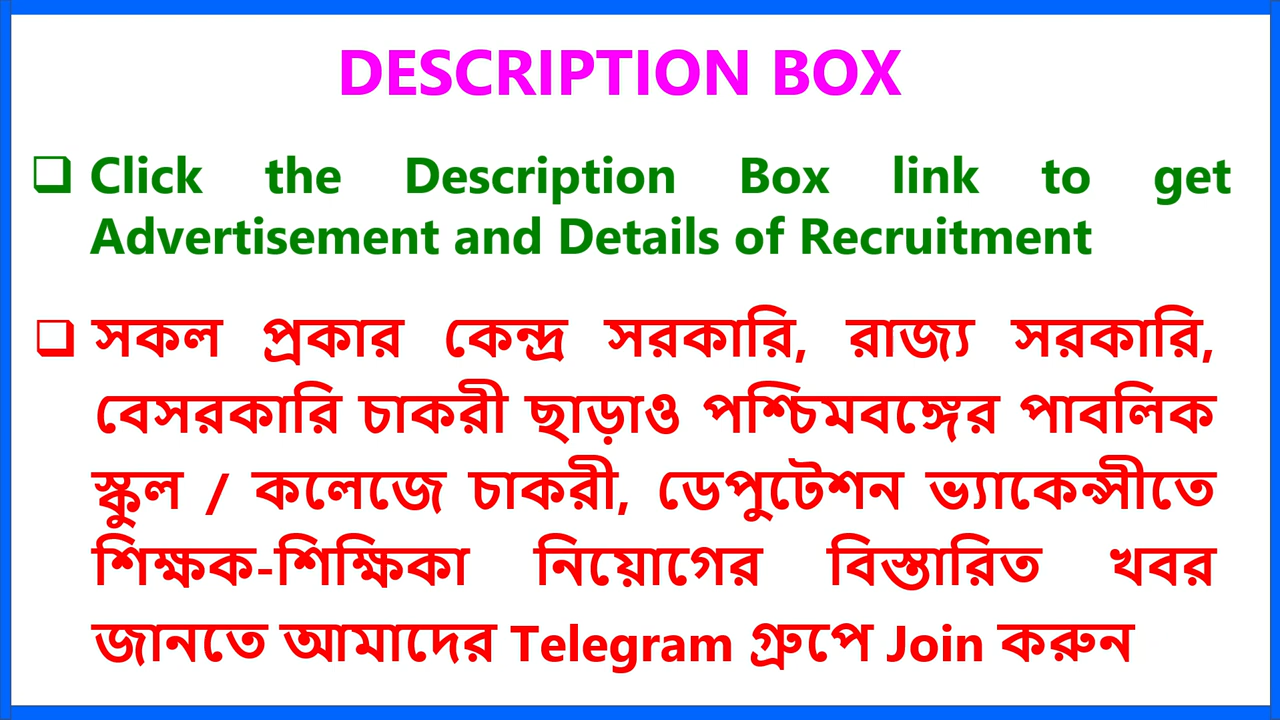 DESCRIPTION BOX
Click the Description Box link to get
Advertisement and Details of Recruitment
সকল প্রকার কেন্দ্র সরকারি, রাজ্য সরকারি,
বেসরকারি চাকরী ছাড়াও পশ্চিমবঙ্গের পাবলিক
স্কুল / কলেজে চাকরী, ডেপুটেশন ভ্যাকেন্সীতে
শিক্ষক-শিক্ষিকা নিয়োগের বিস্তারিত খবর
জানতে আমাদের Telegram গ্রুপে Join করুন